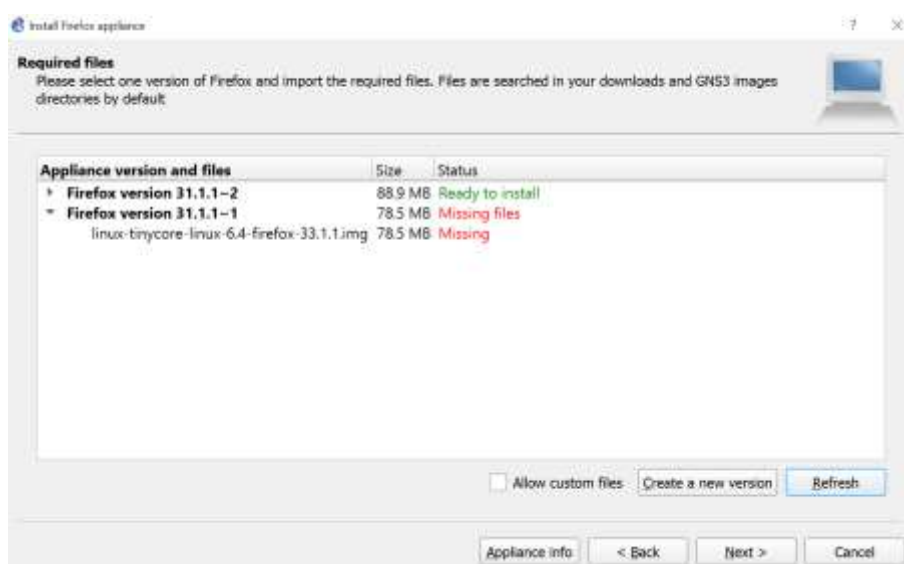 Install Firefox appliance
Required files
Please select one version of Firefox and import the required files. Files are searched in your downloads and GNS3 images
directories by default
Appliance version and files Size Status
Firefox version 31.1.1~2 88.9 MB Ready to install
Firefox version 31.1.1~1 78.5 MB Missing files
linux-tinycore-linux-6.4-firefox-33.1.1.img 78.5 MB Missing
Allow custom files Create a new version Refresh
Appliance info < Back Next > Cancel